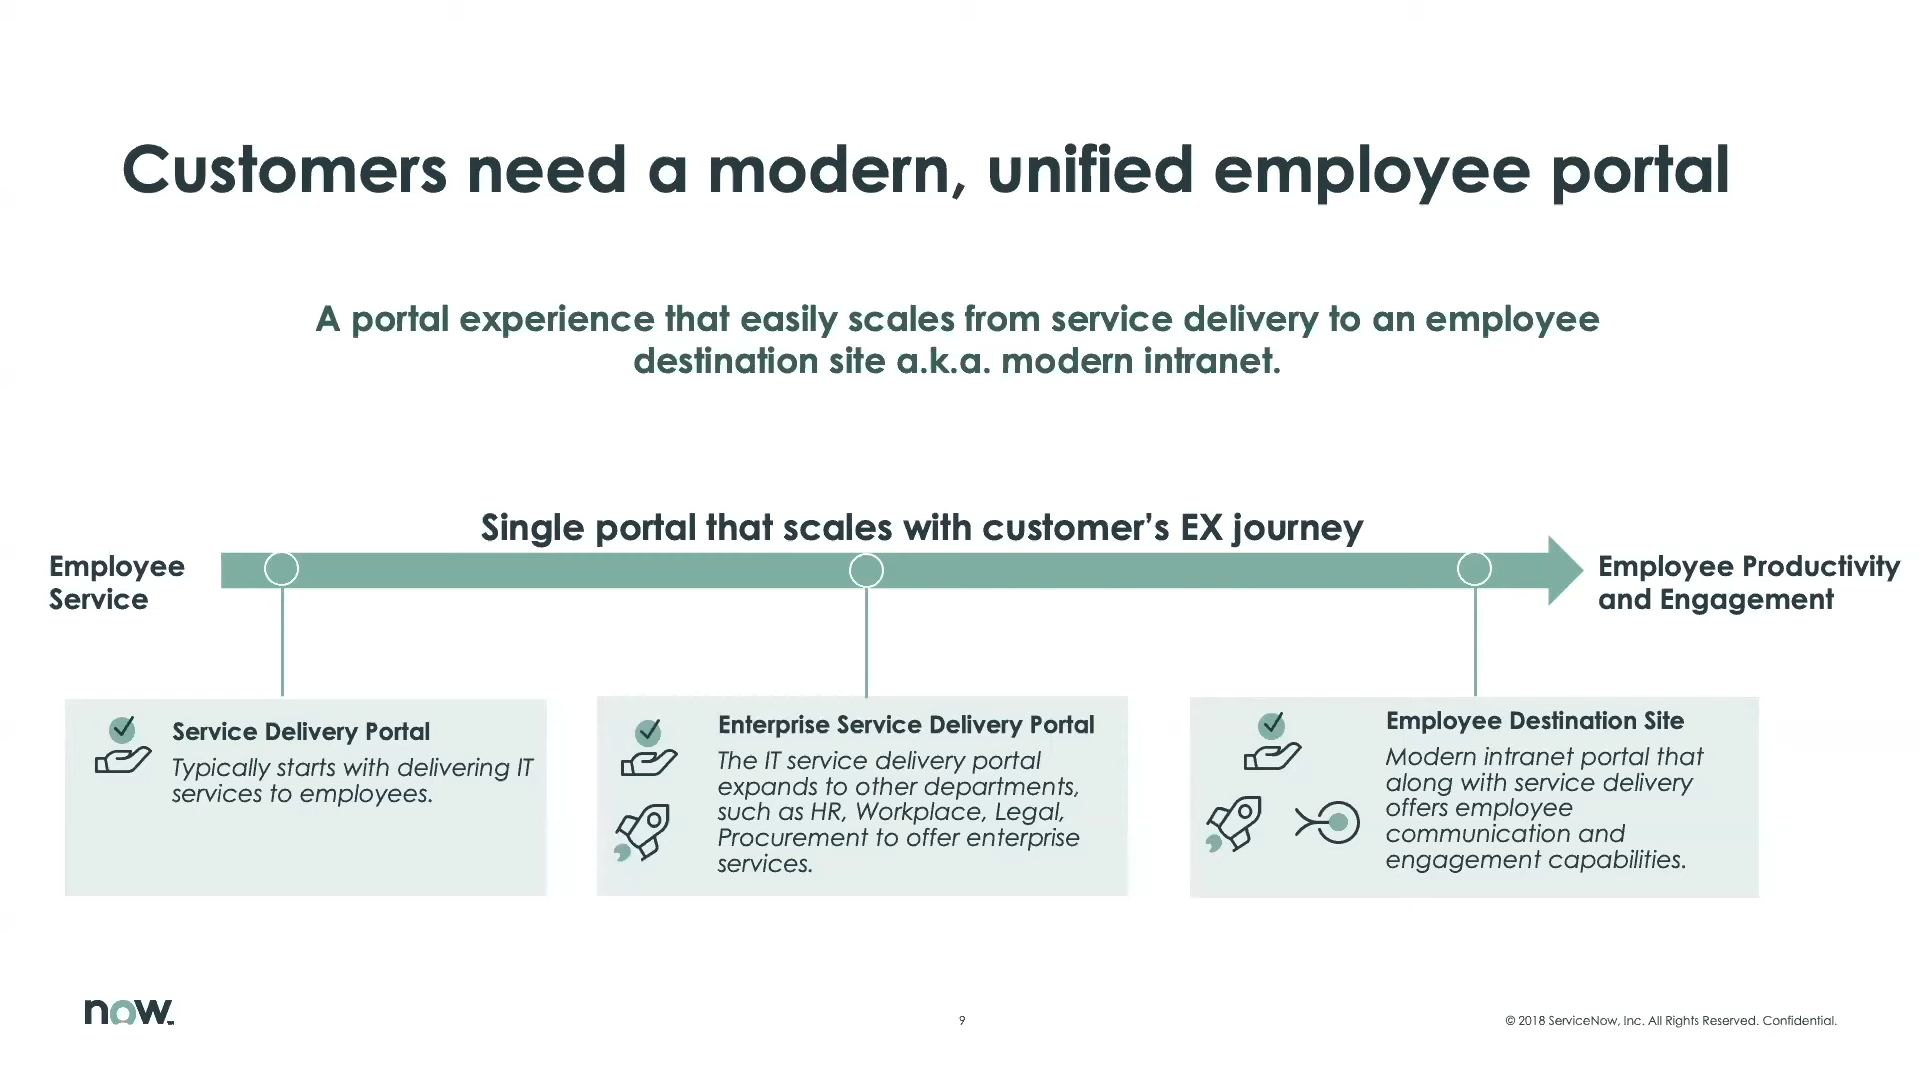 Customers need a modern, unified employee portal
A portal experience that easily scales from service delivery to an employee
destination site a.k.a. modern intranet.
Single portal that scales with customer's EX journey
Employee
Service
Employee Productivity
and Engagement
Service Delivery Portal
Typically starts with delivering IT
services to employees.
Enterprise Service Delivery Portal
The IT service delivery portal
expands to other departments,
such as HR, Workplace, Legal,
Procurement to offer enterprise
services.
Employee Destination Site
Modern intranet portal that
along with service delivery
offers employee
communication and
engagement capabilities.
now
9
© 2018 ServiceNow, Inc. All Rights Reserved. Confidential.